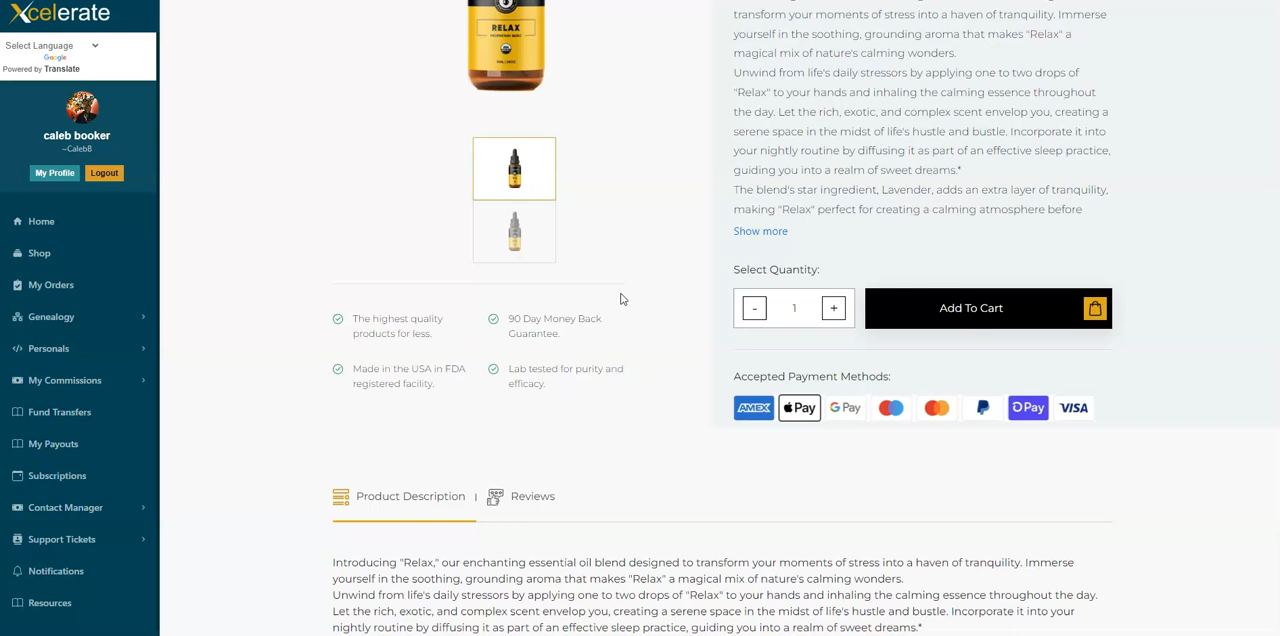 Xcelerate
Select Language
Google
Powered by Translate
caleb booker
~CalebB
My Profile
Logout
Home
Shop
My Orders
Genealogy
Personals
My Commissions
Fund Transfers
My Payouts
Subscriptions
Contact Manager
Support Tickets
Notifications
Resources
RELAX
The highest quality
products for less.
90 Day Money Back
Guarantee.
Made in the USA in FDA
registered facility.
Lab tested for purity and
efficacy.
transform your moments of stress into a haven of tranquility. Immerse
yourself in the soothing, grounding aroma that makes "Relax" a
magical mix of nature's calming wonders.
Unwind from life's daily stressors by applying one to two drops of
"Relax" to your hands and inhaling the calming essence throughout
the day. Let the rich, exotic, and complex scent envelop you, creating a
serene space in the midst of life's hustle and bustle. Incorporate it into
your nightly routine by diffusing it as part of an effective sleep practice,
guiding you into a realm of sweet dreams.*
The blend's star ingredient, Lavender, adds an extra layer of tranquility,
making "Relax" perfect for creating a calming atmosphere before
Show more
Select Quantity:
- 1 +
Add To Cart
Accepted Payment Methods:
AMEX Pay G Pay Pay VISA
Product Description | Reviews
Introducing "Relax," our enchanting essential oil blend designed to transform your moments of stress into a haven of tranquility. Immerse
yourself in the soothing, grounding aroma that makes "Relax" a magical mix of nature's calming wonders.
Unwind from life's daily stressors by applying one to two drops of "Relax" to your hands and inhaling the calming essence throughout the day.
Let the rich, exotic, and complex scent envelop you, creating a serene space in the midst of life's hustle and bustle. Incorporate it into your
nightly routine by diffusing it as part of an effective sleep practice, guiding you into a realm of sweet dreams.*